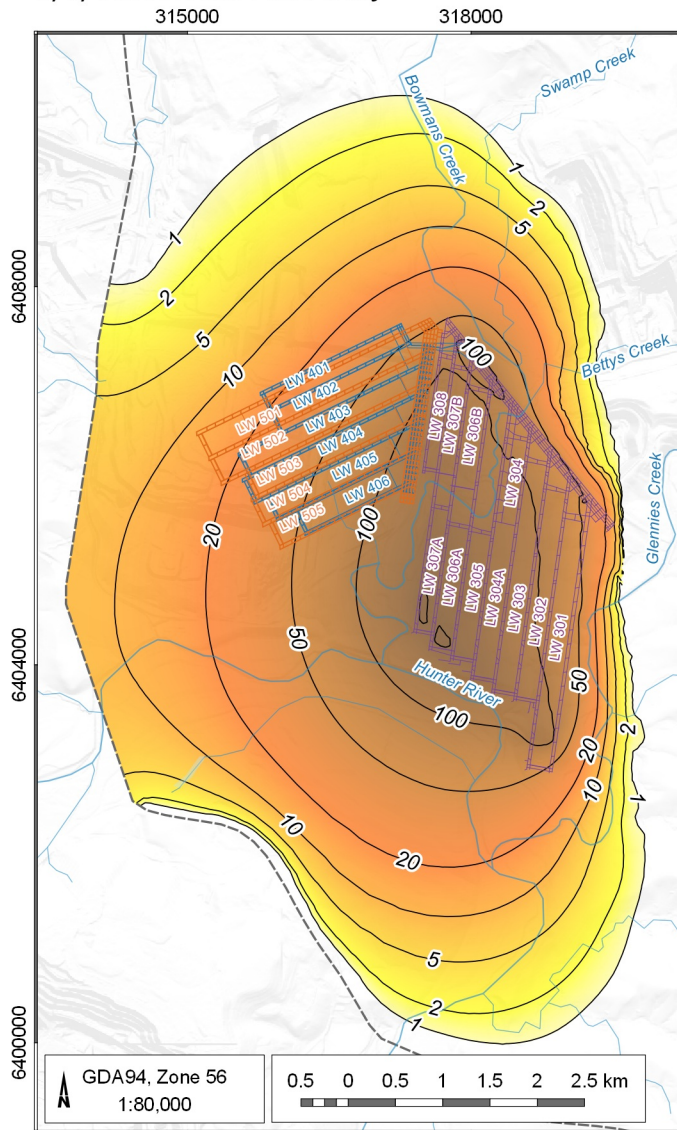 315000
318000
6408000
6404000
6400000
Swamp Creek
Bowmans Creek
Bettys Creek
Glennies Creek
Hunter River
1
2
5
1
2
5
10
100
20
50
100
100
50
20
10
2
1
10
20
5
2
1
LW 401
LW 402
LW 403
LW 404
LW 405
LW 406
LW 501
LW 502
LW 503
LW 504
LW 505
LW 308
LW 307B
LW 306B
LW 304
LW 307A
LW 306A
LW 305
LW 304A
LW 303
LW 302
LW 301
N
GDA94, Zone 56
1:80,000
0.5 0 0.5 1 1.5 2 2.5 km